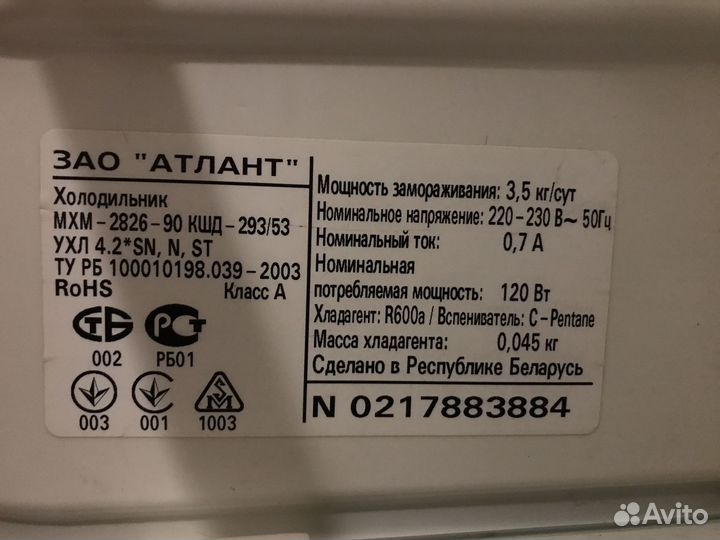 ЗАО "АТЛАНТ"
Холодильник
МХМ-2826-90 КШД-293/53
УХЛ 4.2*SN, N, ST
ТУ РБ 100010198.039-2003
RoHS Класс А
СТБ РСТ
002 РБ01
003 001 1003
Мощность замораживания: 3,5 кг/сут
Номинальное напряжение: 220-230 В~ 50Гц
Номинальный ток: 0,7 А
Номинальная
потребляемая мощность: 120 Вт
Хладагент: R600a / Вспениватель: C-Pentane
Масса хладагента: 0,045 кг
Сделано в Республике Беларусь
N 0217883884
Avito